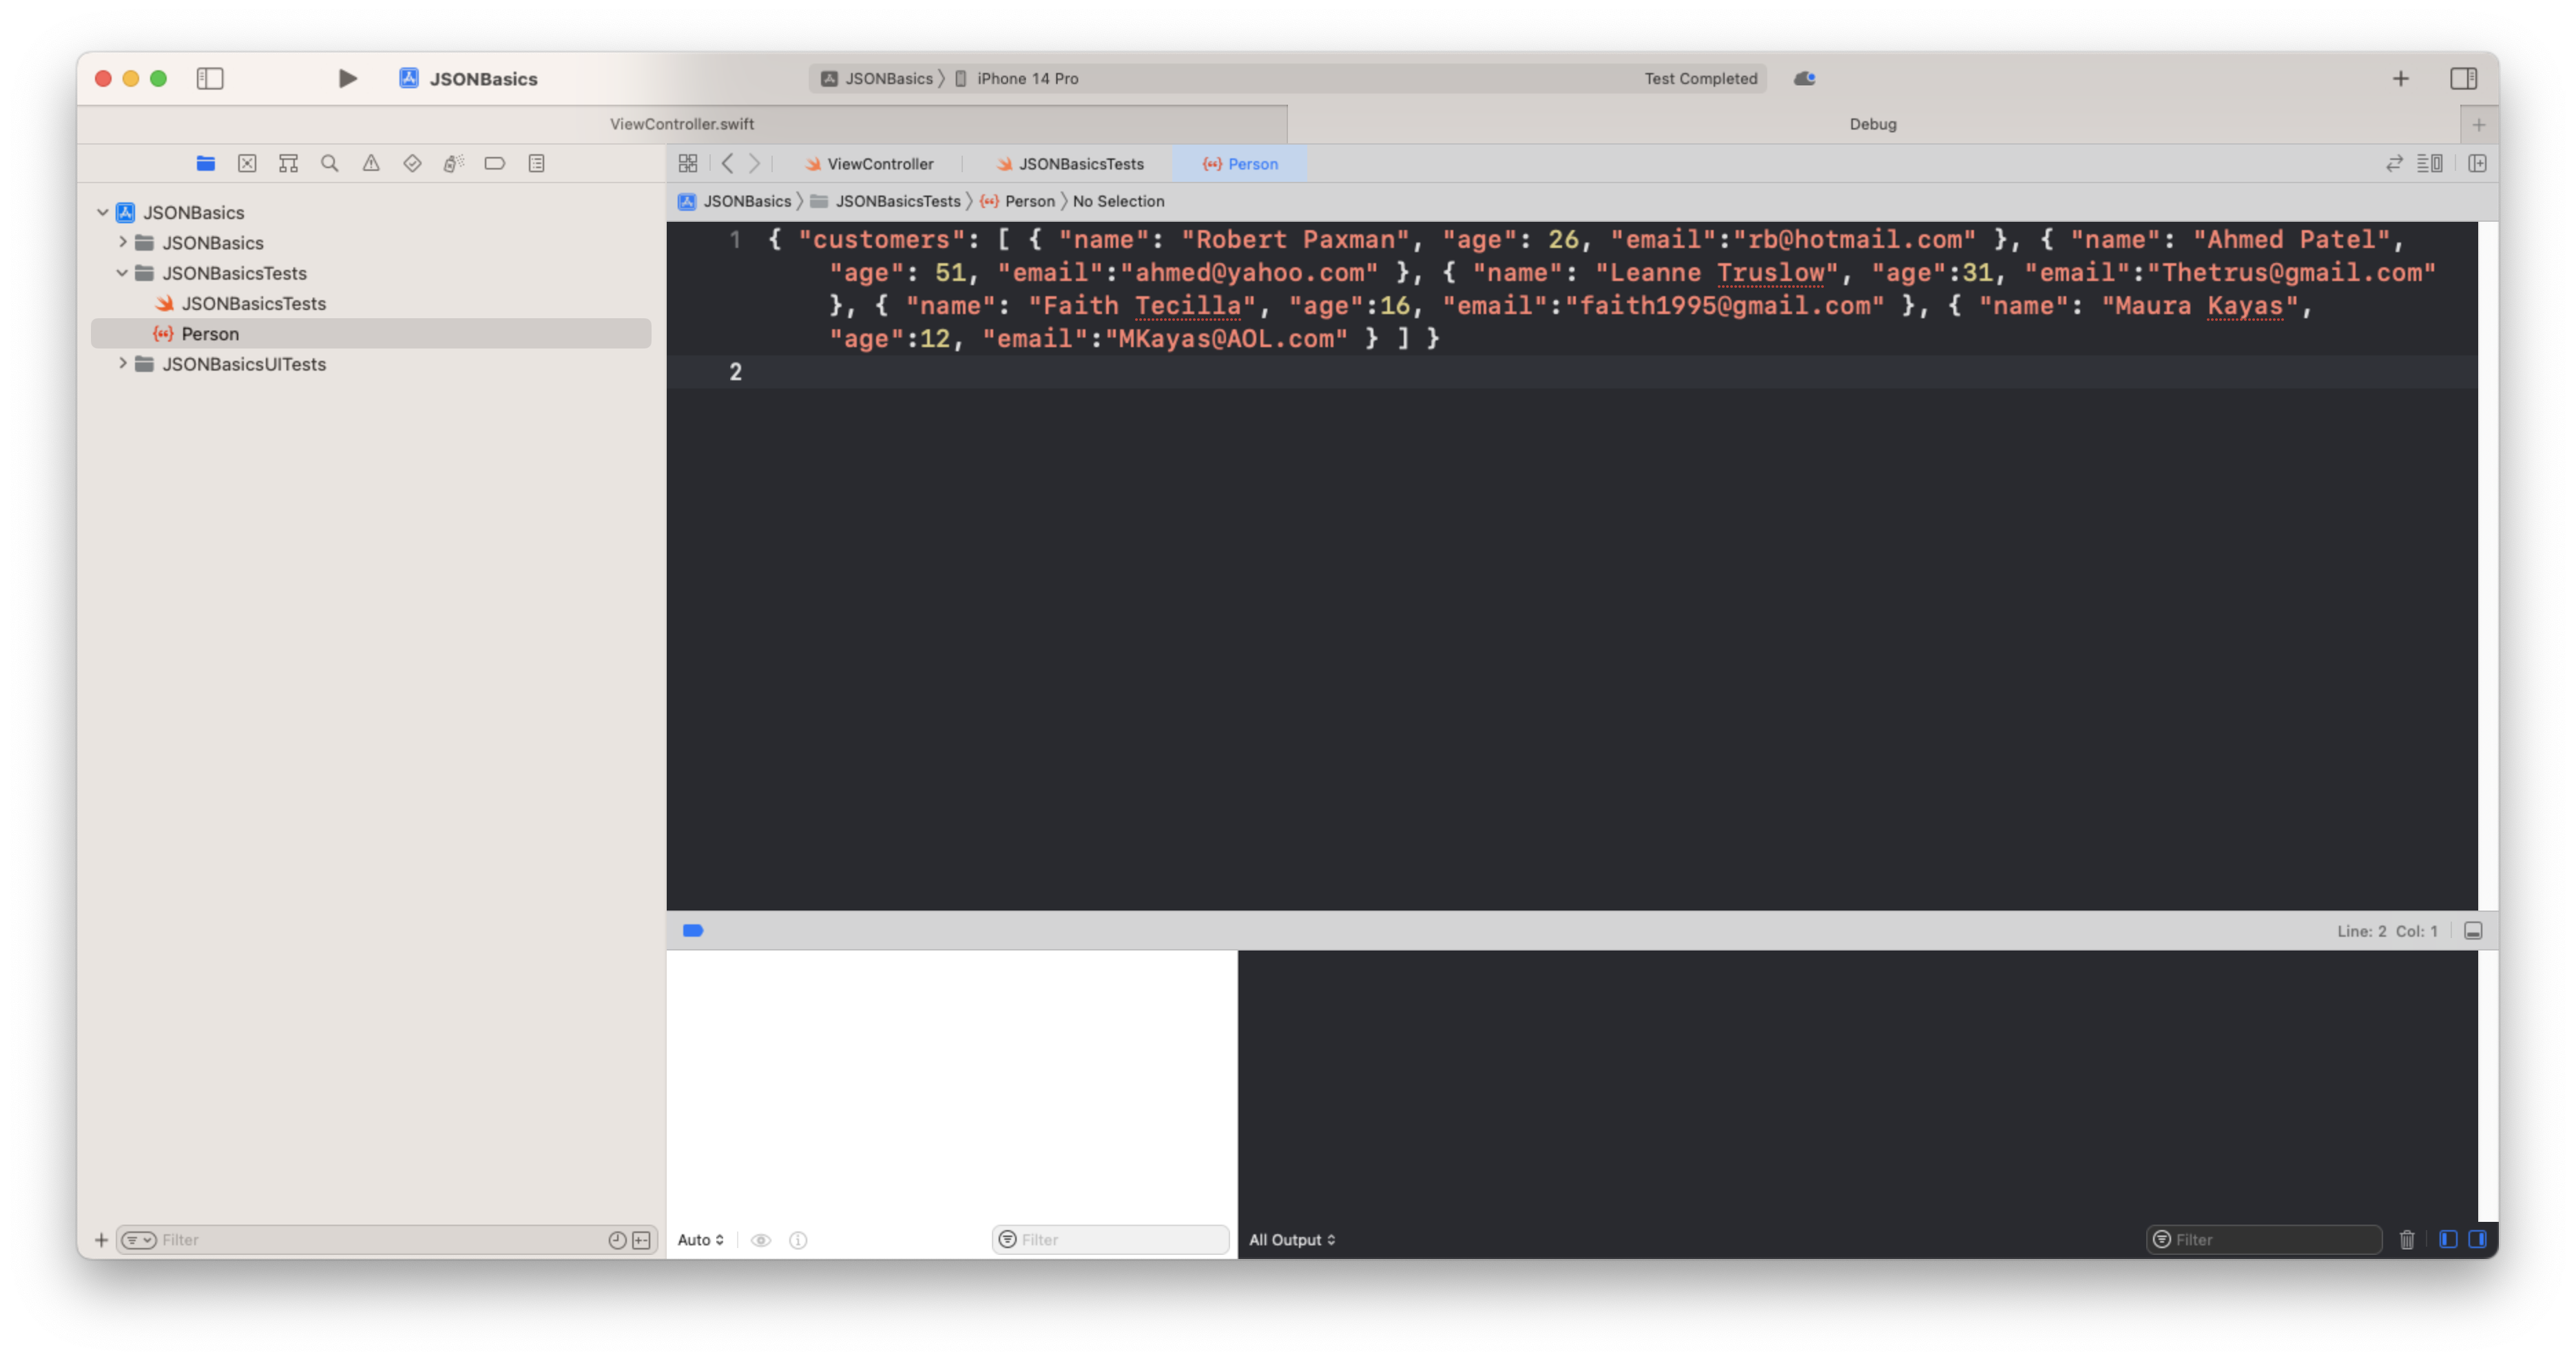 JSONBasics
JSONBasics
iPhone 14 Pro
Test Completed
ViewController.swift
Debug
ViewController
JSONBasicsTests
Person
JSONBasics
JSONBasicsTests
Person
No Selection
JSONBasics
JSONBasics
JSONBasicsTests
JSONBasicsTests
Person
JSONBasicsUITests
1 { "customers": [ { "name": "Robert Paxman", "age": 26, "email":"rb@hotmail.com" }, { "name": "Ahmed Patel",
"age": 51, "email":"ahmed@yahoo.com" }, { "name": "Leanne Truslow", "age":31, "email":"Thetrus@gmail.com"
}, { "name": "Faith Tecilla", "age":16, "email":"faith1995@gmail.com" }, { "name": "Maura Kayas",
"age":12, "email":"MKayas@AOL.com" } ] }
2
Line: 2 Col: 1
Filter
Auto
Filter
All Output
Filter